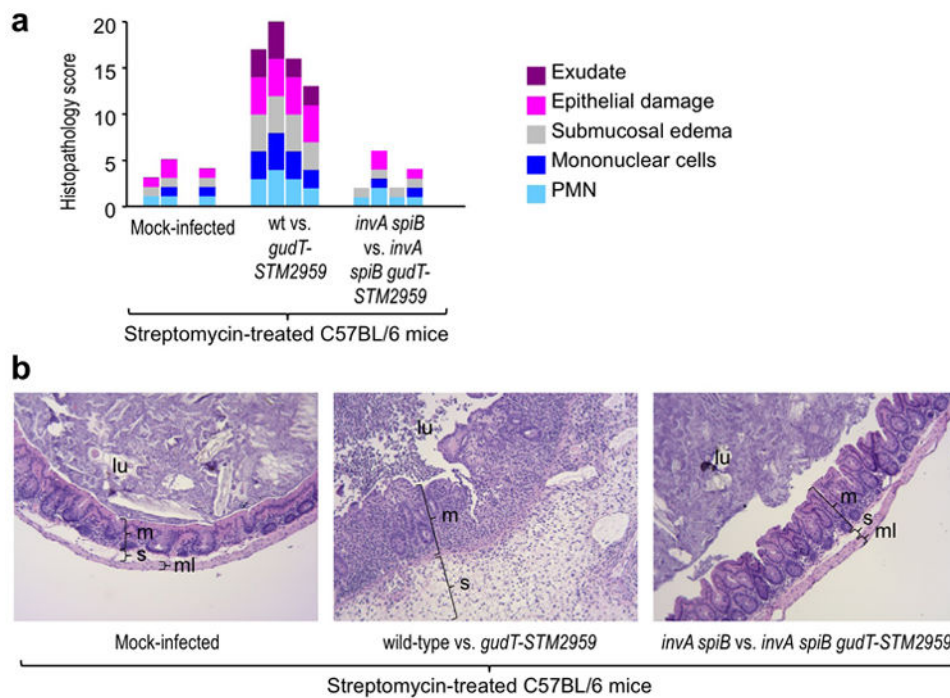 a
20
15
10
5
0
Histopathology score
Mock-infected
wt vs.
gudT-
STM2959
invA spiB
vs. invA
spiB gudT-
STM2959
Streptomycin-treated C57BL/6 mice
Exudate
Epithelial damage
Submucosal edema
Mononuclear cells
PMN
b
lu
m
s
ml
lu
m
s
lu
m
s
ml
Mock-infected
wild-type vs. gudT-STM2959
invA spiB vs. invA spiB gudT-STM2959
Streptomycin-treated C57BL/6 mice